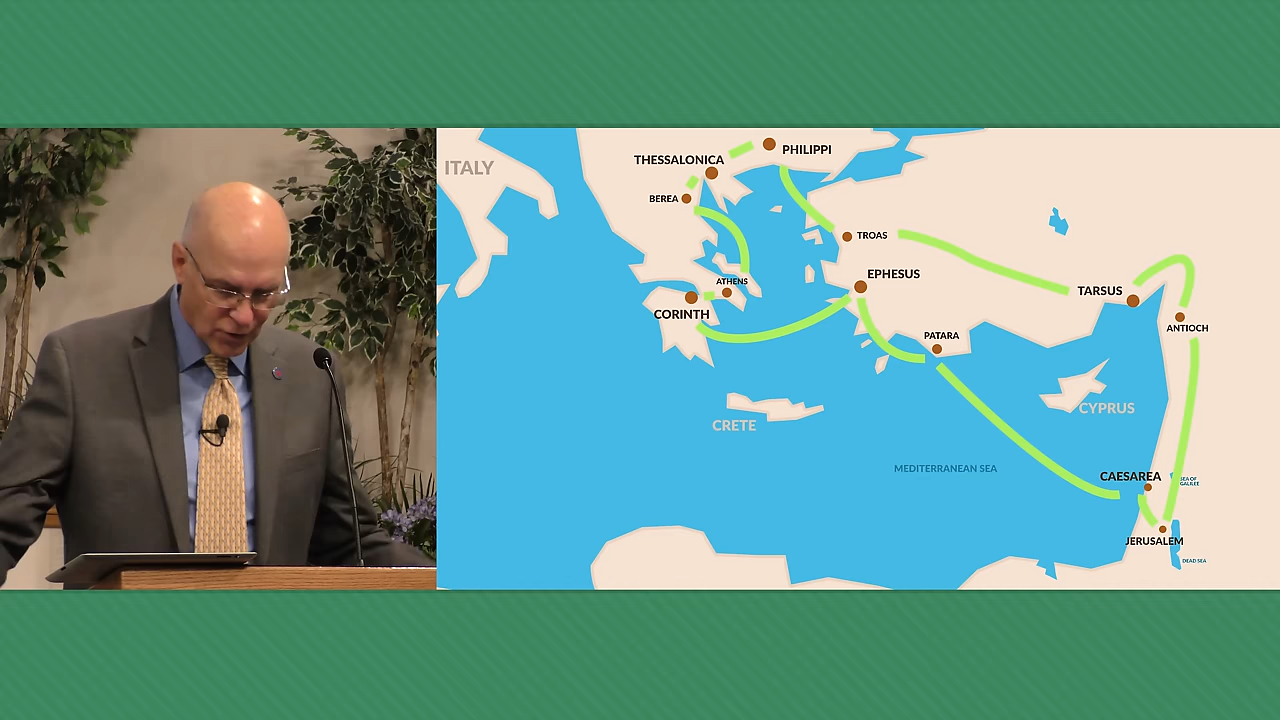 ITALY
PHILIPPI
THESSALONICA
BEREA
TROAS
EPHESUS
ATHENS
TARSUS
CORINTH
ANTIOCH
PATARA
CYPRUS
CRETE
MEDITERRANEAN SEA
CAESAREA
SEA OF
GALILEE
JERUSALEM
DEAD SEA